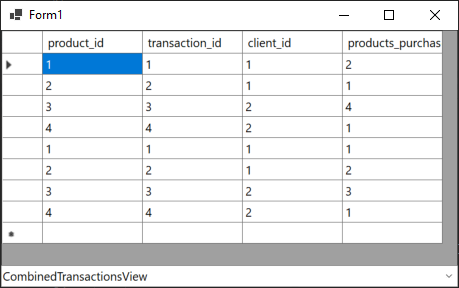 Form1
product_id transaction_id client_id products_purchas
1 1 1 2
2 2 1 1
3 3 2 4
4 4 2 1
1 1 1 1
2 2 1 2
3 3 2 3
4 4 2 1
CombinedTransactionsView